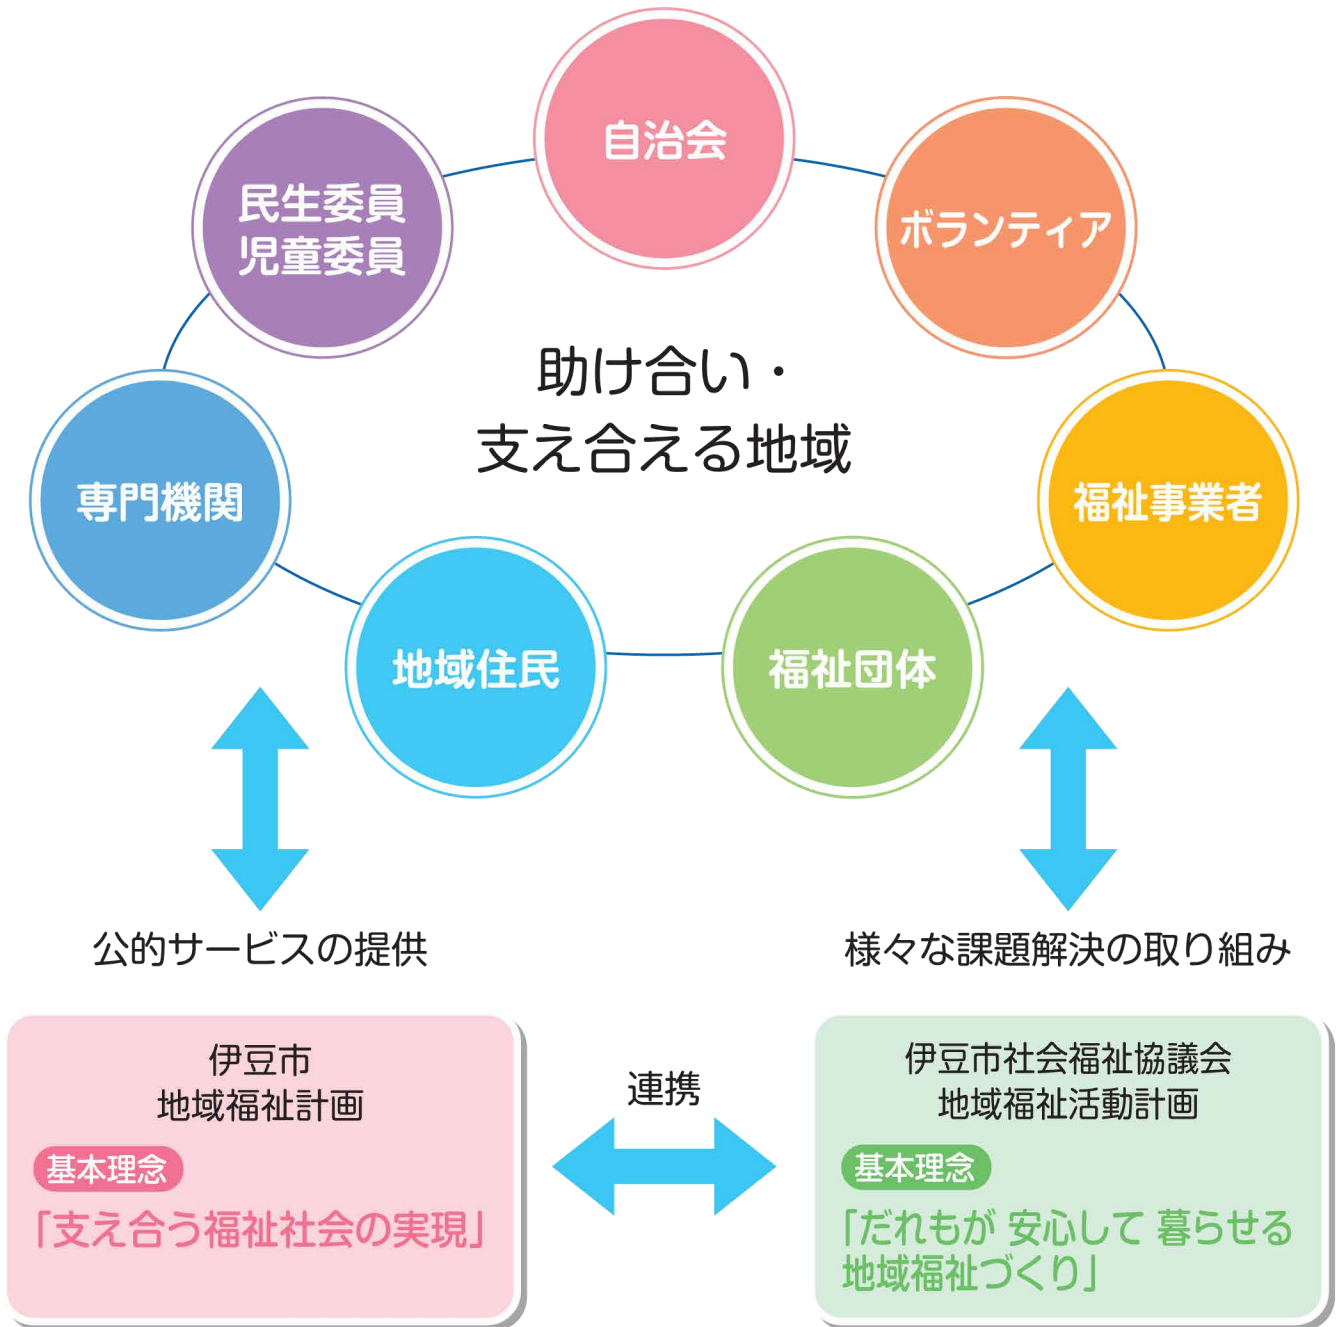 自治会
民生委員
児童委員
ボランティア
助け合い・
支え合える地域
専門機関
福祉事業者
地域住民
福祉団体
公的サービスの提供
様々な課題解決の取り組み
伊豆市
地域福祉計画
基本理念
「支え合う福祉社会の実現」
連携
伊豆市社会福祉協議会
地域福祉活動計画
基本理念
「だれもが 安心して 暮らせる
地域福祉づくり」